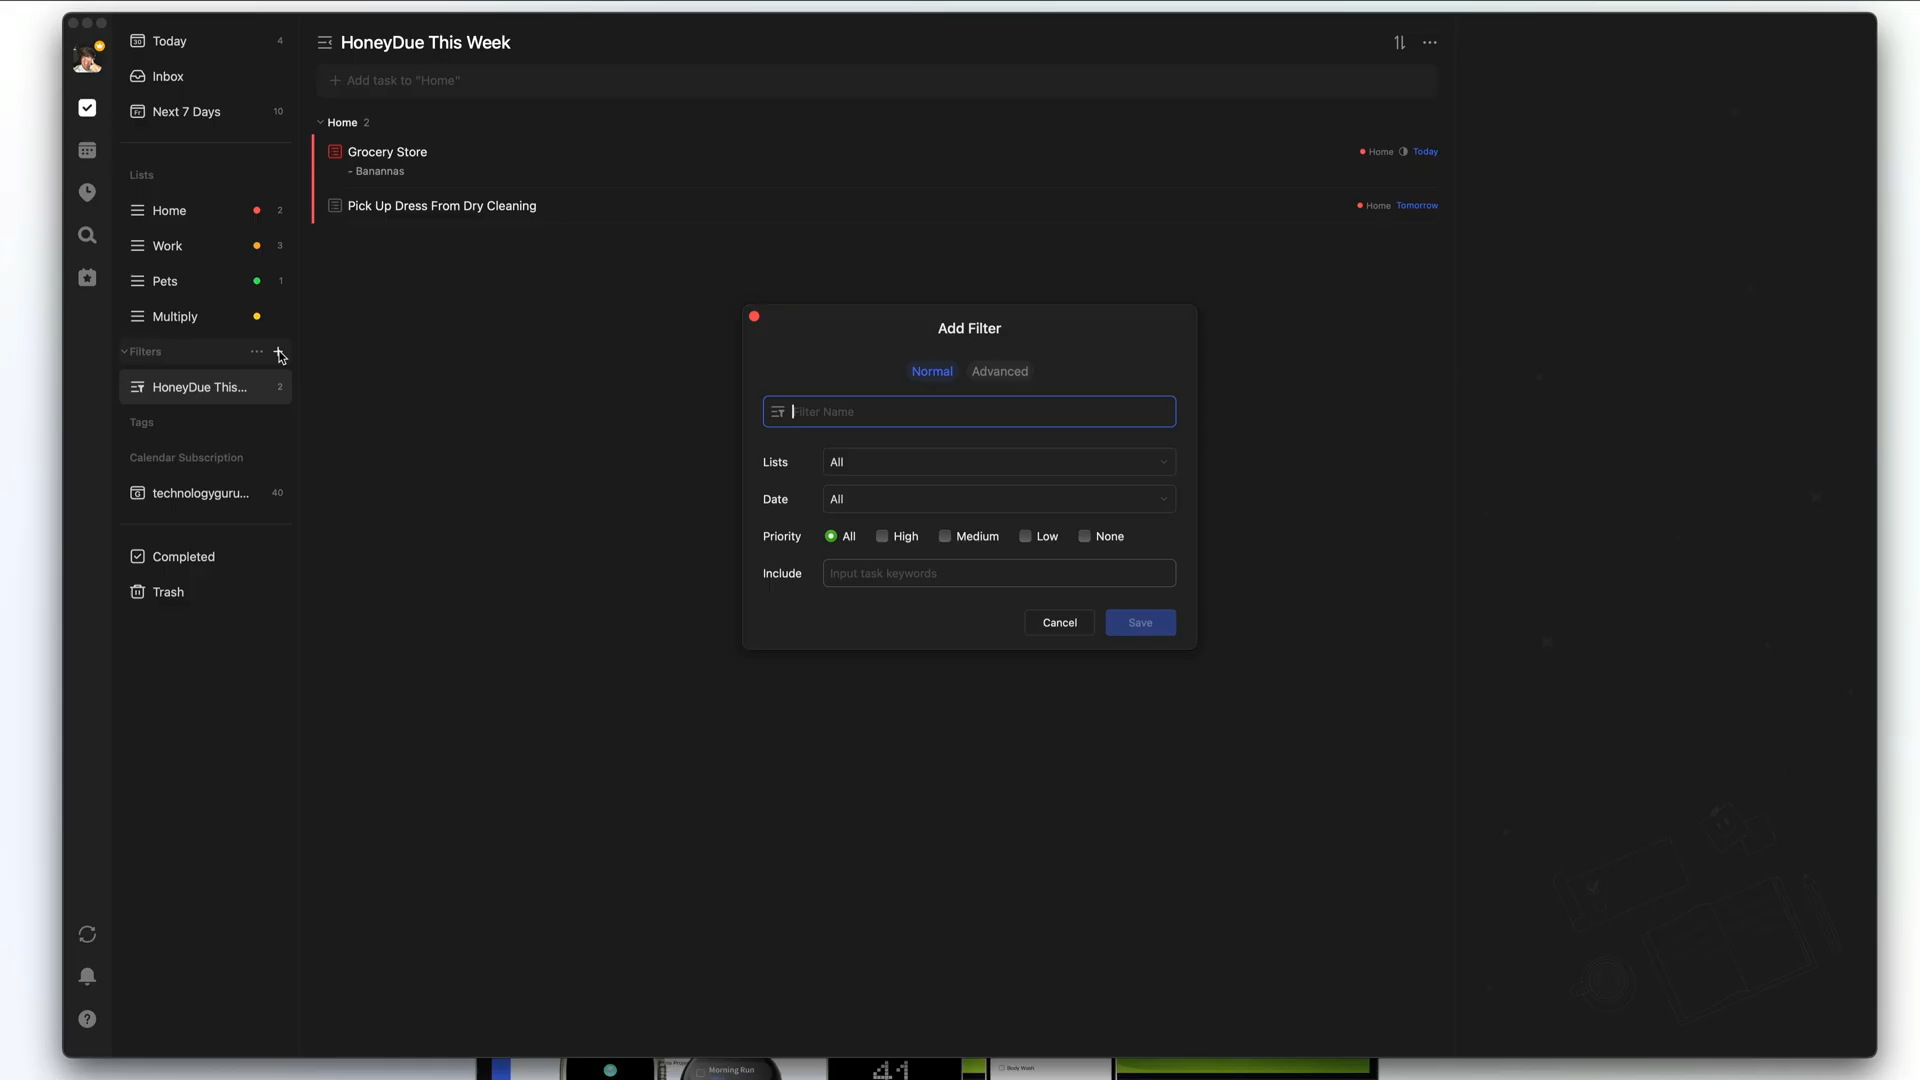 Today 4
Inbox
Next 7 Days 10
Lists
Home 2
Work 3
Pets 1
Multiply
Filters
HoneyDue This... 2
Tags
Calendar Subscription
technologyguru... 40
Completed
Trash
HoneyDue This Week
Add task to "Home"
Home 2
Grocery Store Home Today
- Banannas
Pick Up Dress From Dry Cleaning Home Tomorrow
Add Filter
Normal Advanced
Filter Name
Lists All
Date All
Priority All High Medium Low None
Include Input task keywords
Cancel Save
Morning Run
41
Body Wash